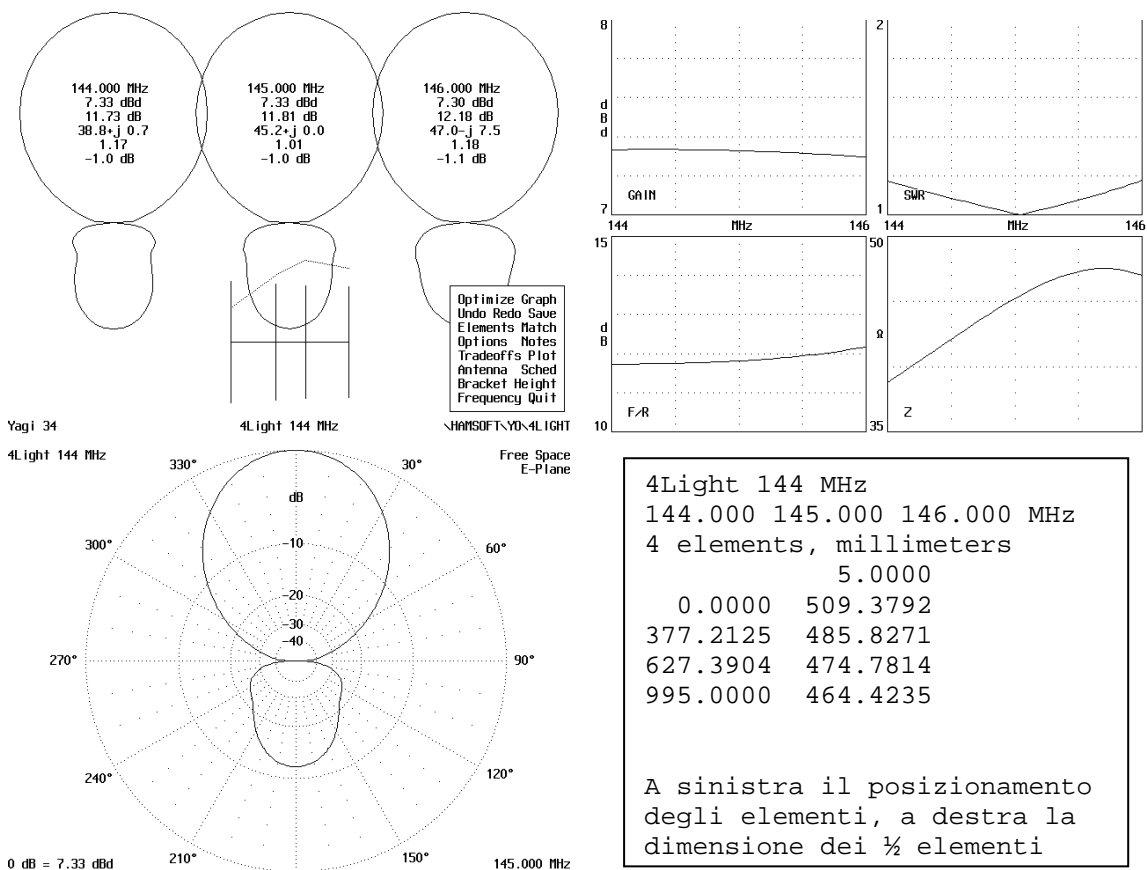 144.000 MHz
7.33 dBd
11.73 dB
38.8+j 0.7
1.17
-1.0 dB
145.000 MHz
7.33 dBd
11.81 dB
45.2+j 0.0
1.01
-1.0 dB
146.000 MHz
7.30 dBd
12.18 dB
47.0-j 7.5
1.18
-1.1 dB
Optimize Graph
Undo Redo Save
Elements Match
Options Notes
Tradeoffs Plot
Antenna Sched
Bracket Height
Frequency Quit
Yagi 34
4Light 144 MHz
\HAMSOFT\YO\4LIGHT
8
dBd
7
GAIN
144
MHz
146
2
1
SWR
144
MHz
146
15
dB
10
F/R
50
Ω
35
Z
4Light 144 MHz
Free Space
E-Plane
330°
30°
300°
60°
270°
90°
240°
120°
210°
150°
dB
-10
-20
-30
-40
0 dB = 7.33 dBd
145.000 MHz
4Light 144 MHz
144.000 145.000 146.000 MHz
4 elements, millimeters
5.0000
0.0000 509.3792
377.2125 485.8271
627.3904 474.7814
995.0000 464.4235
A sinistra il posizionamento
degli elementi, a destra la
dimensione dei ½ elementi